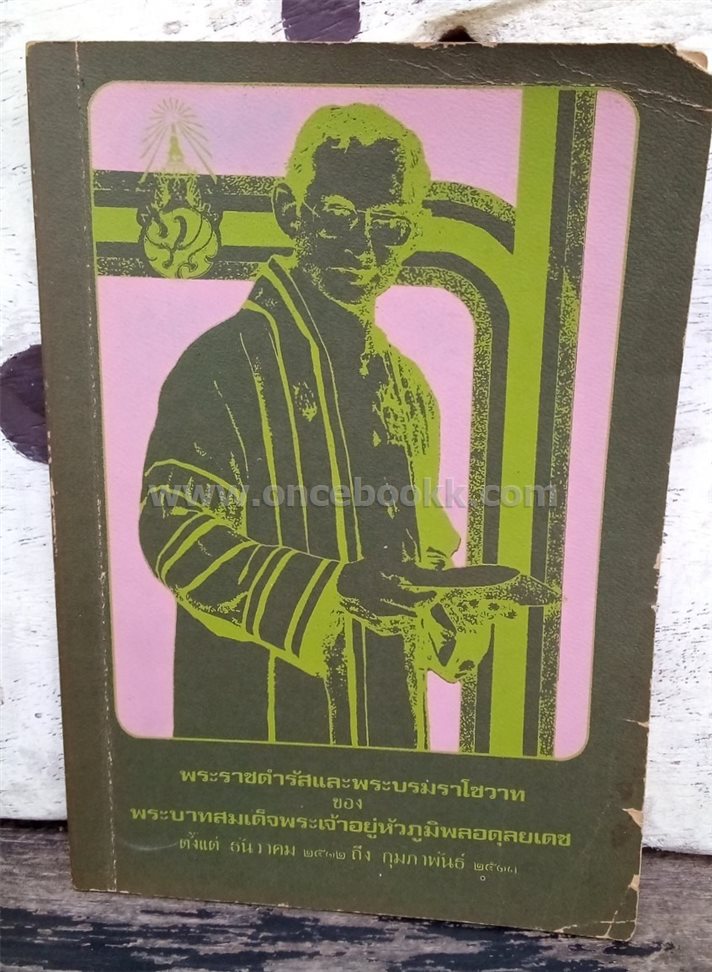 www.oncebookk.com
พระราชดำรัสและพระบรมราโชวาท
ของ
พระบาทสมเด็จพระเจ้าอยู่หัวภูมิพลอดุลยเดช
ตั้งแต่ ธันวาคม ๒๕๑๒ ถึง กุมภาพันธ์ ๒๕๑๓